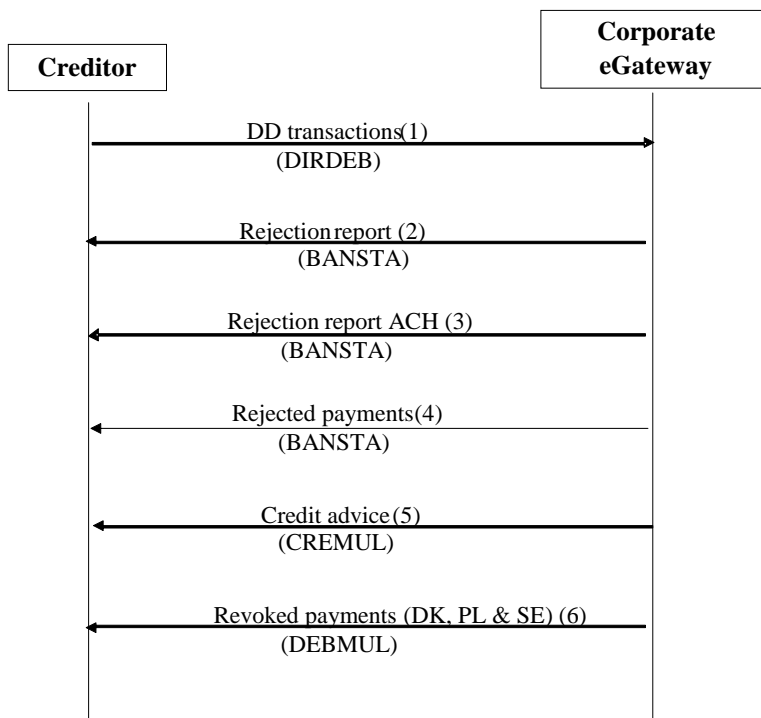 Creditor
Corporate
eGateway
DD transactions(1)
(DIRDEB)
Rejection report (2)
(BANSTA)
Rejection report ACH (3)
(BANSTA)
Rejected payments(4)
(BANSTA)
Credit advice(5)
(CREMUL)
Revoked payments (DK, PL & SE) (6)
(DEBMUL)